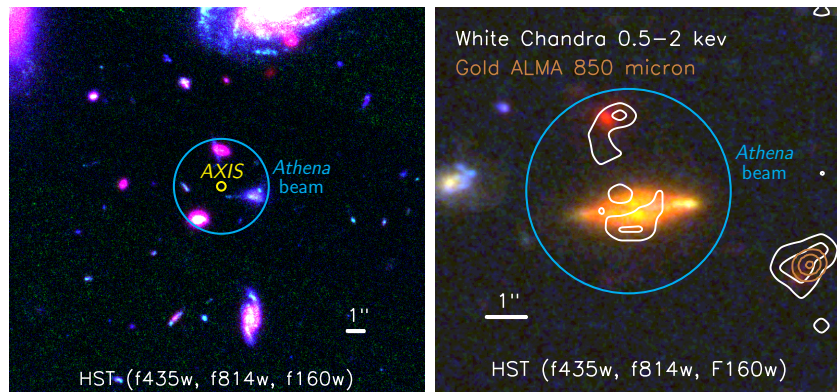 AXIS
Athena
beam
1"
HST (f435w, f814w, f160w)
White Chandra 0.5-2 kev
Gold ALMA 850 micron
Athena
beam
1"
HST (f435w, f814w, F160w)